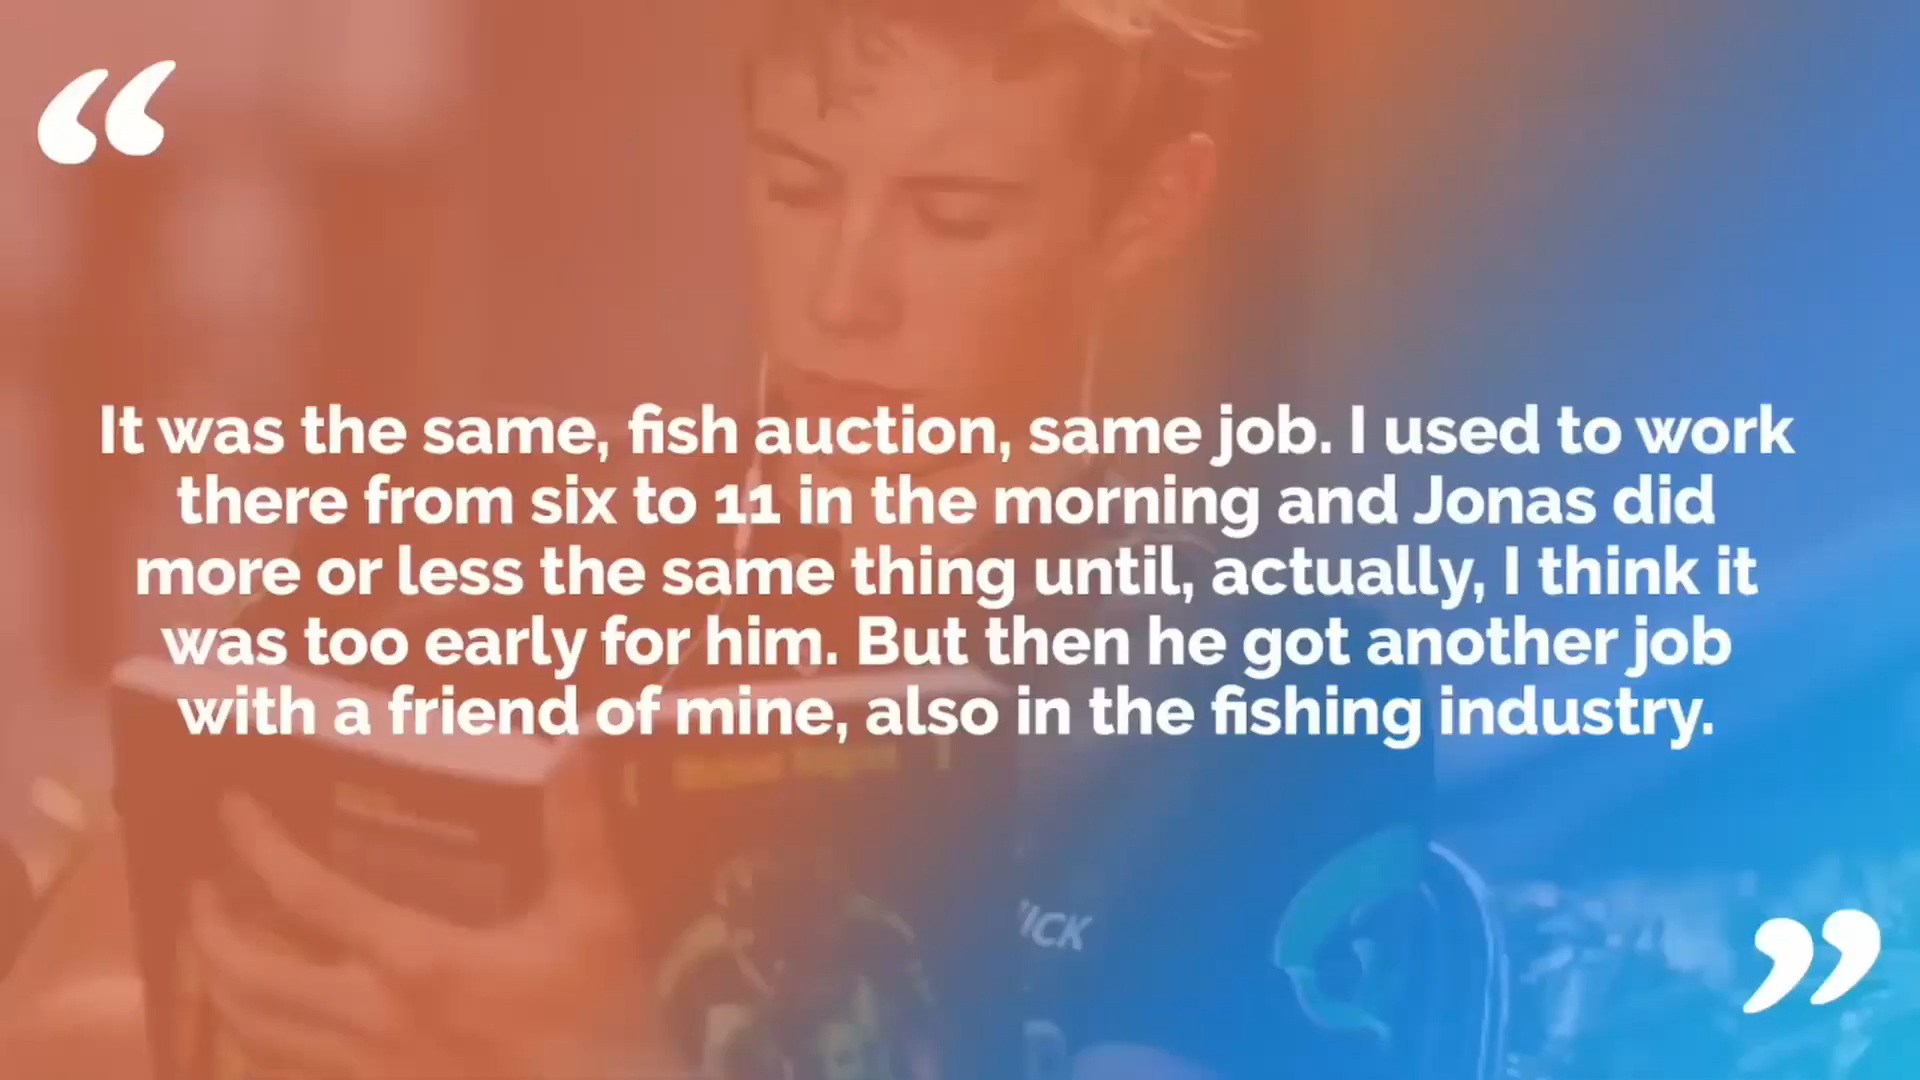 It was the same, fish auction, same job. I used to work
there from six to 11 in the morning and Jonas did
more or less the same thing until, actually, I think it
was too early for him. But then he got another job
with a friend of mine, also in the fishing industry.